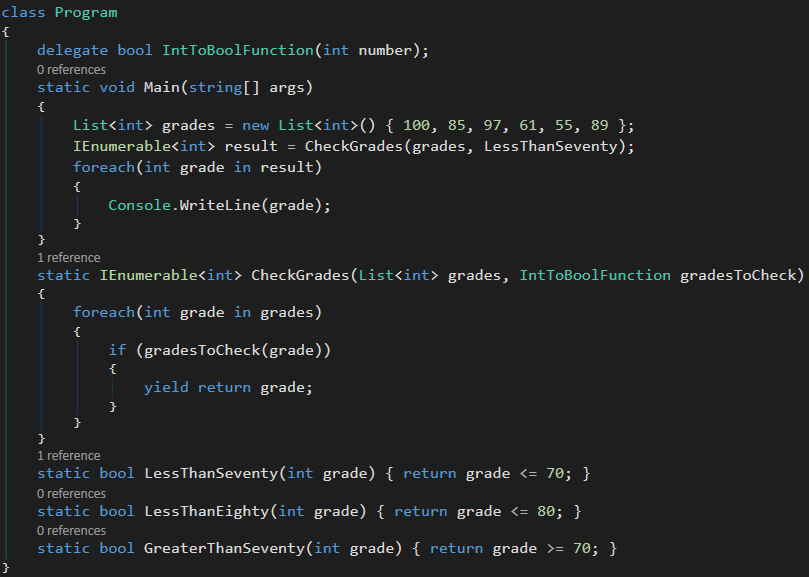 class Program
{
    delegate bool IntToBoolFunction(int number);
    0 references
    static void Main(string[] args)
    {
        List<int> grades = new List<int>() { 100, 85, 97, 61, 55, 89 };
        IEnumerable<int> result = CheckGrades(grades, LessThanSeventy);
        foreach(int grade in result)
        {
            Console.WriteLine(grade);
        }
    }
    1 reference
    static IEnumerable<int> CheckGrades(List<int> grades, IntToBoolFunction gradesToCheck)
    {
        foreach(int grade in grades)
        {
            if (gradesToCheck(grade))
            {
                yield return grade;
            }
        }
    }
    1 reference
    static bool LessThanSeventy(int grade) { return grade <= 70; }
    0 references
    static bool LessThanEighty(int grade) { return grade <= 80; }
    0 references
    static bool GreaterThanSeventy(int grade) { return grade >= 70; }
}